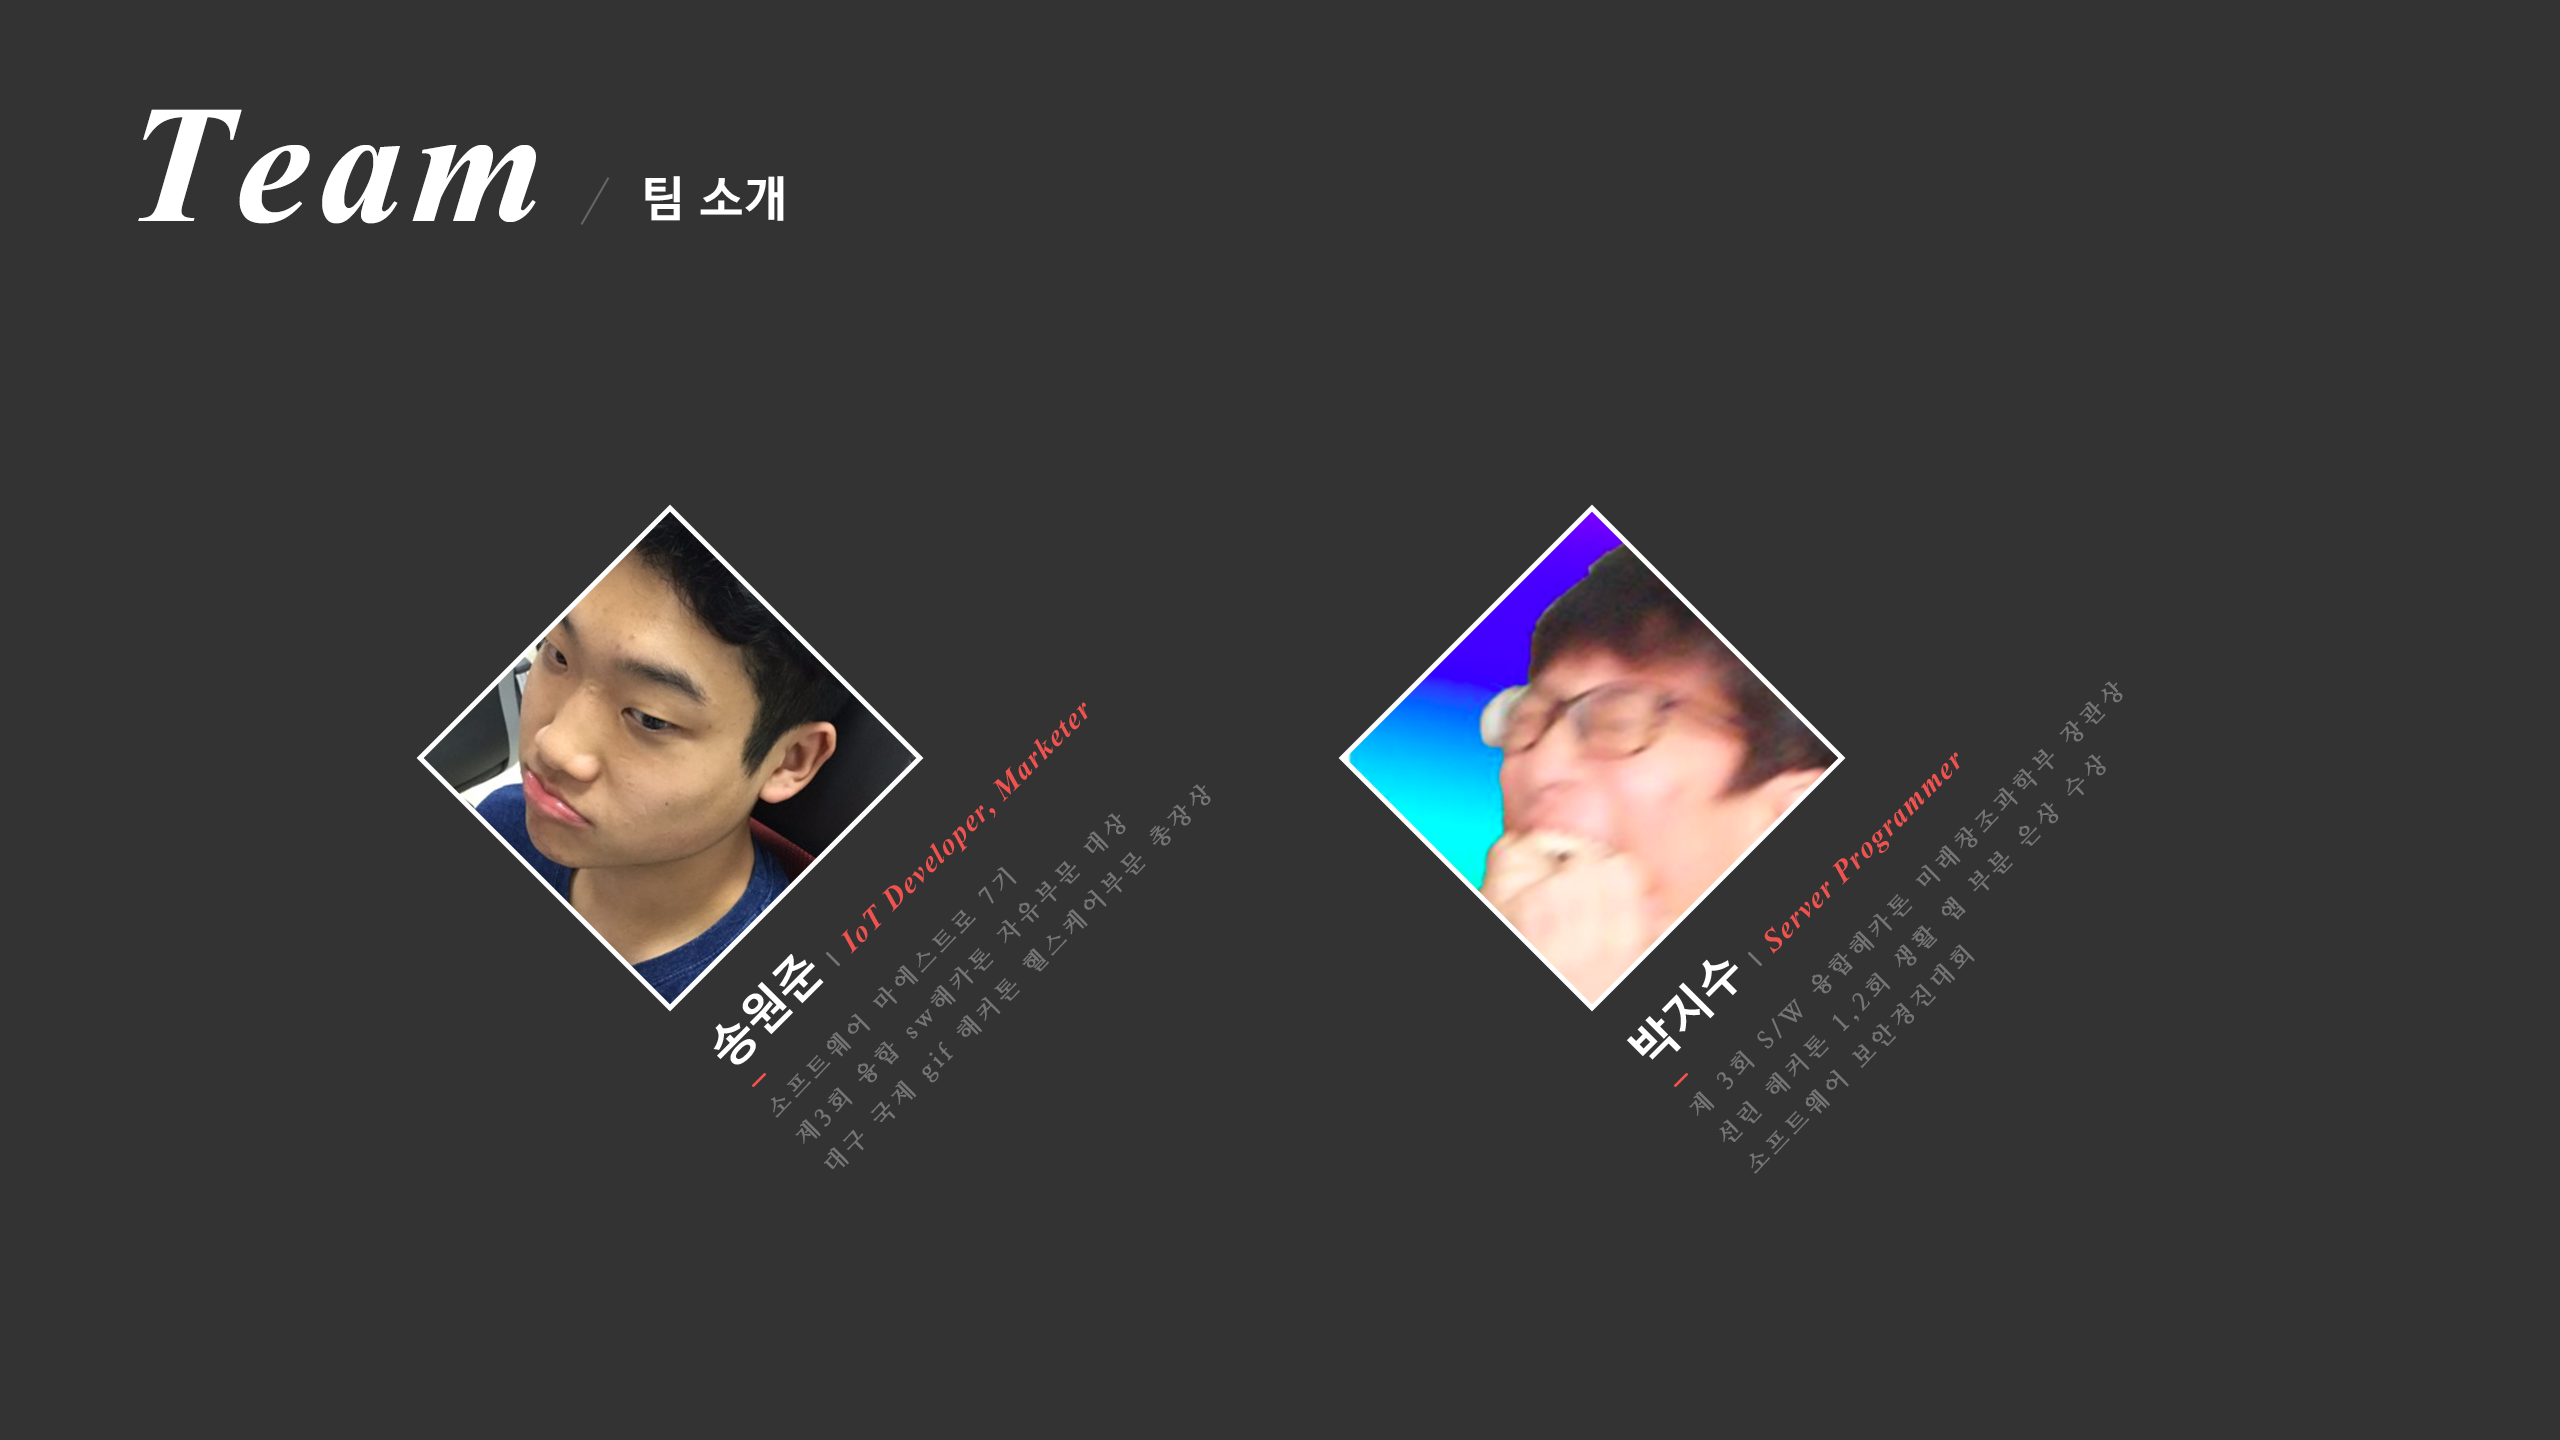 Team / 팀 소개
송원준 | IoT Developer, Marketer
소프트웨어 마에스트로 7기
제3회 융합 sw해카톤 자유부문 대상
대구 국제 gif 해커톤 헬스케어부문 총장상
박지수 | Server Programmer
제 3회 S/W 융합해카톤 미래창조과학부 장관상
선린 해커톤 1,2회 생활 앱 부분 은상 수상
소프트웨어 보안경진대회